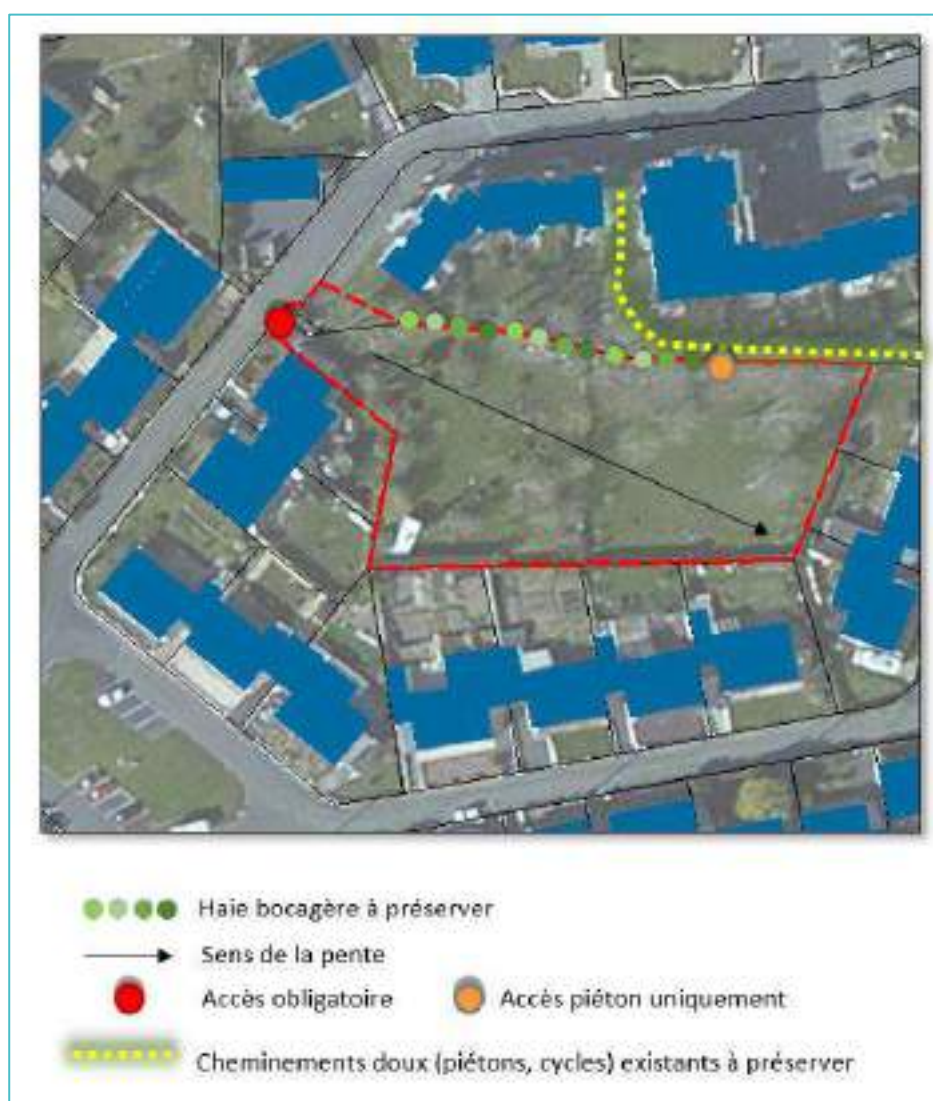 Haie bocagère à préserver
Sens de la pente
Accès obligatoire Accès piéton uniquement
Cheminements doux (piétons, cycles) existants à préserver